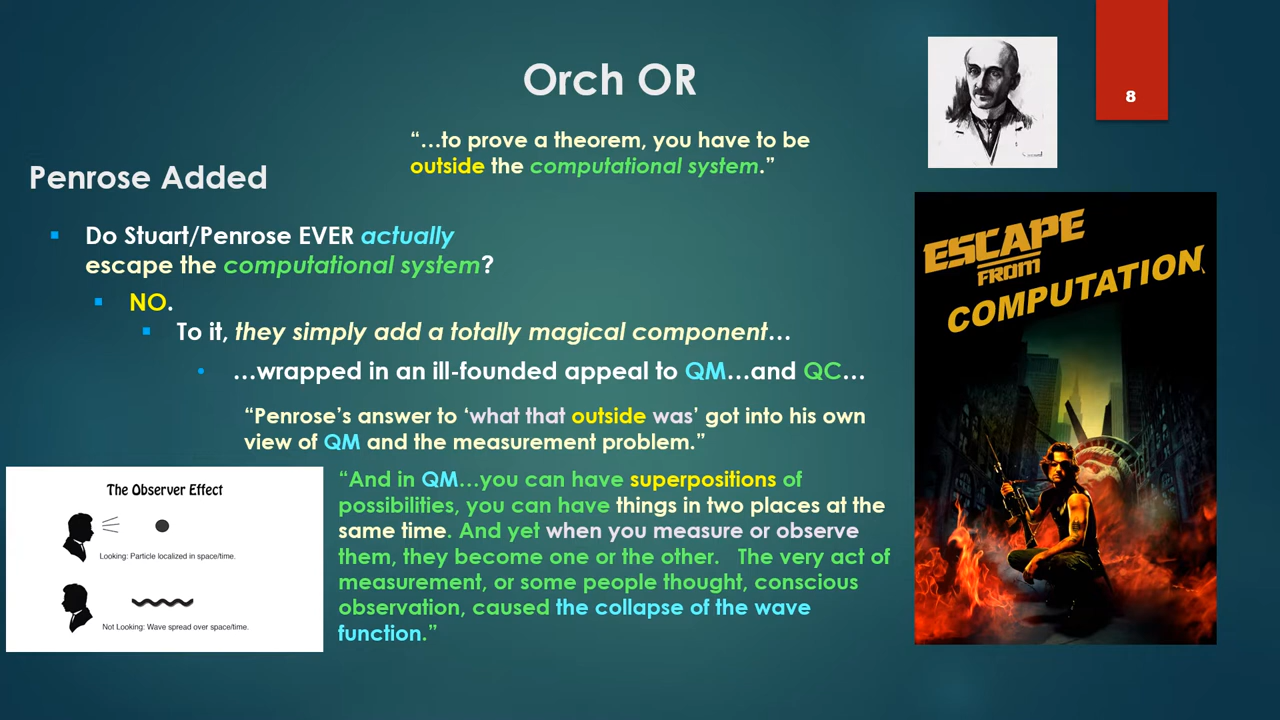 Orch OR
8
“…to prove a theorem, you have to be
outside the computational system.”
Penrose Added
Do Stuart/Penrose EVER actually
escape the computational system?
NO.
To it, they simply add a totally magical component…
…wrapped in an ill-founded appeal to QM…and QC…
“Penrose’s answer to ‘what that outside was’ got into his own
view of QM and the measurement problem.”
“And in QM…you can have superpositions of
possibilities, you can have things in two places at the
same time. And yet when you measure or observe
them, they become one or the other. The very act of
measurement, or some people thought, conscious
observation, caused the collapse of the wave
function.”
The Observer Effect
Looking: Particle localized in space/time.
Not Looking: Wave spread over space/time.
ESCAPE
FROM
COMPUTATION